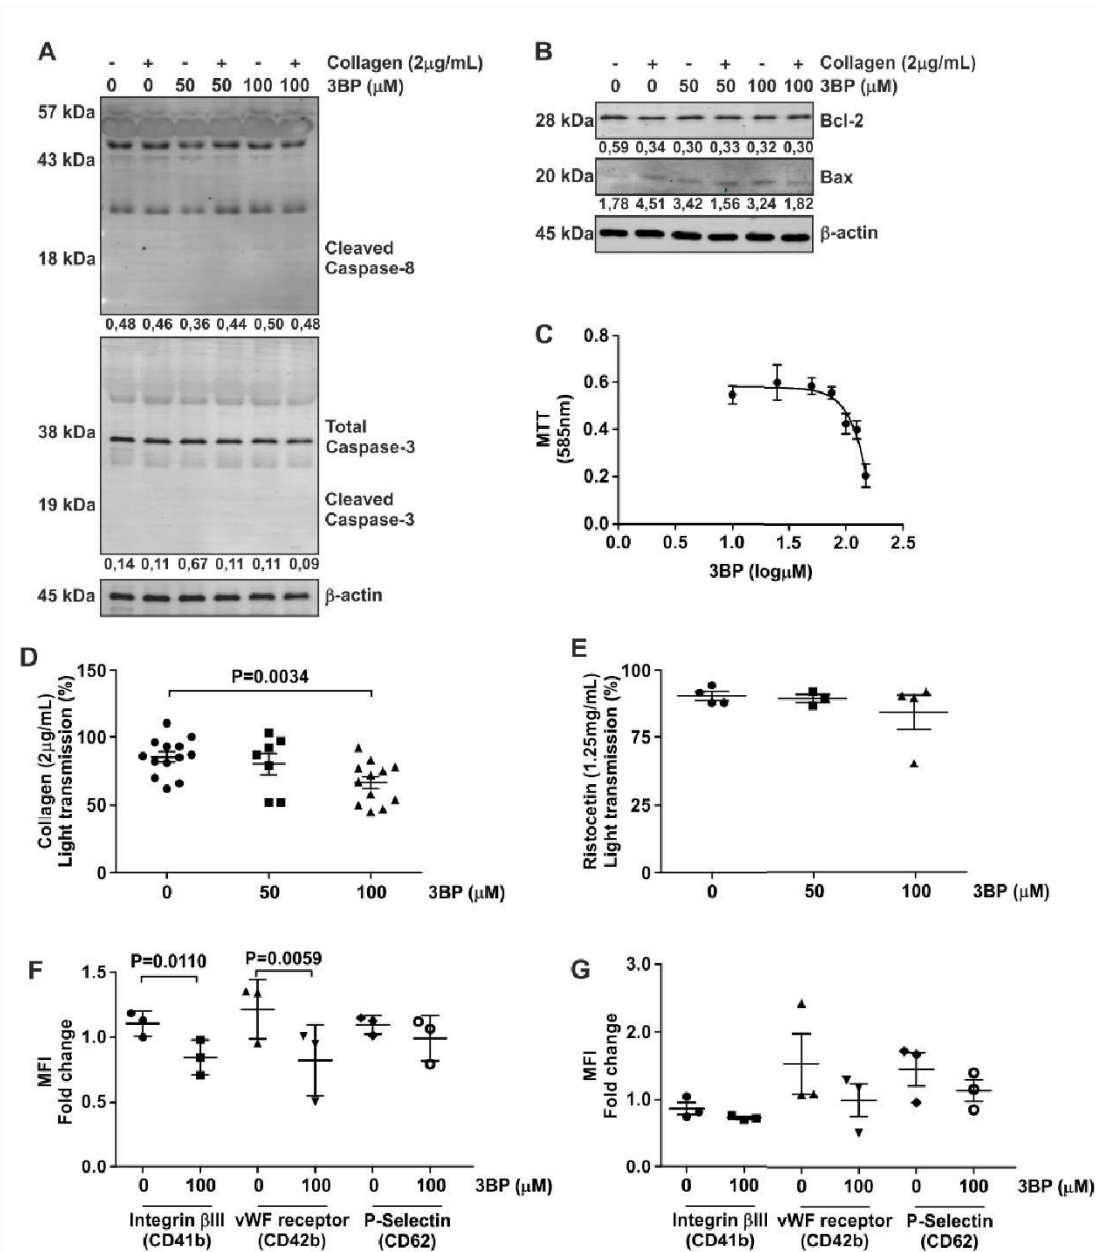 A
- + - + - + Collagen (2μg/mL)
0 0 50 50 100 100 3BP (μM)
57 kDa
43 kDa
18 kDa
Cleaved
Caspase-8
0,48 0,46 0,36 0,44 0,50 0,48
38 kDa
Total
Caspase-3
19 kDa
Cleaved
Caspase-3
0,14 0,11 0,67 0,11 0,11 0,09
45 kDa β-actin
B
- + - + - + Collagen (2μg/mL)
0 0 50 50 100 100 3BP (μM)
28 kDa Bcl-2
0,59 0,34 0,30 0,33 0,32 0,30
20 kDa Bax
1,78 4,51 3,42 1,56 3,24 1,82
45 kDa β-actin
C
MTT
(585nm)
0.8
0.6
0.4
0.2
0.0
0.0 0.5 1.0 1.5 2.0 2.5
3BP (logμM)
D
Collagen (2μg/mL)
Light transmission (%)
150
100
50
0
P=0.0034
0 50 100 3BP (μM)
E
Ristocetin (1.25mg/mL)
Light transmission (%)
100
75
25
0
0 50 100 3BP (μM)
F
MFI
Fold change
1.5
1.0
0.5
0.0
P=0.0110 P=0.0059
0 100 0 100 0 100 3BP (μM)
Integrin βIII vWF receptor P-Selectin
(CD41b) (CD42b) (CD62)
G
MFI
Fold change
3.0
2.0
1.0
0.0
0 100 0 100 0 100 3BP (μM)
Integrin βIII vWF receptor P-Selectin
(CD41b) (CD42b) (CD62)